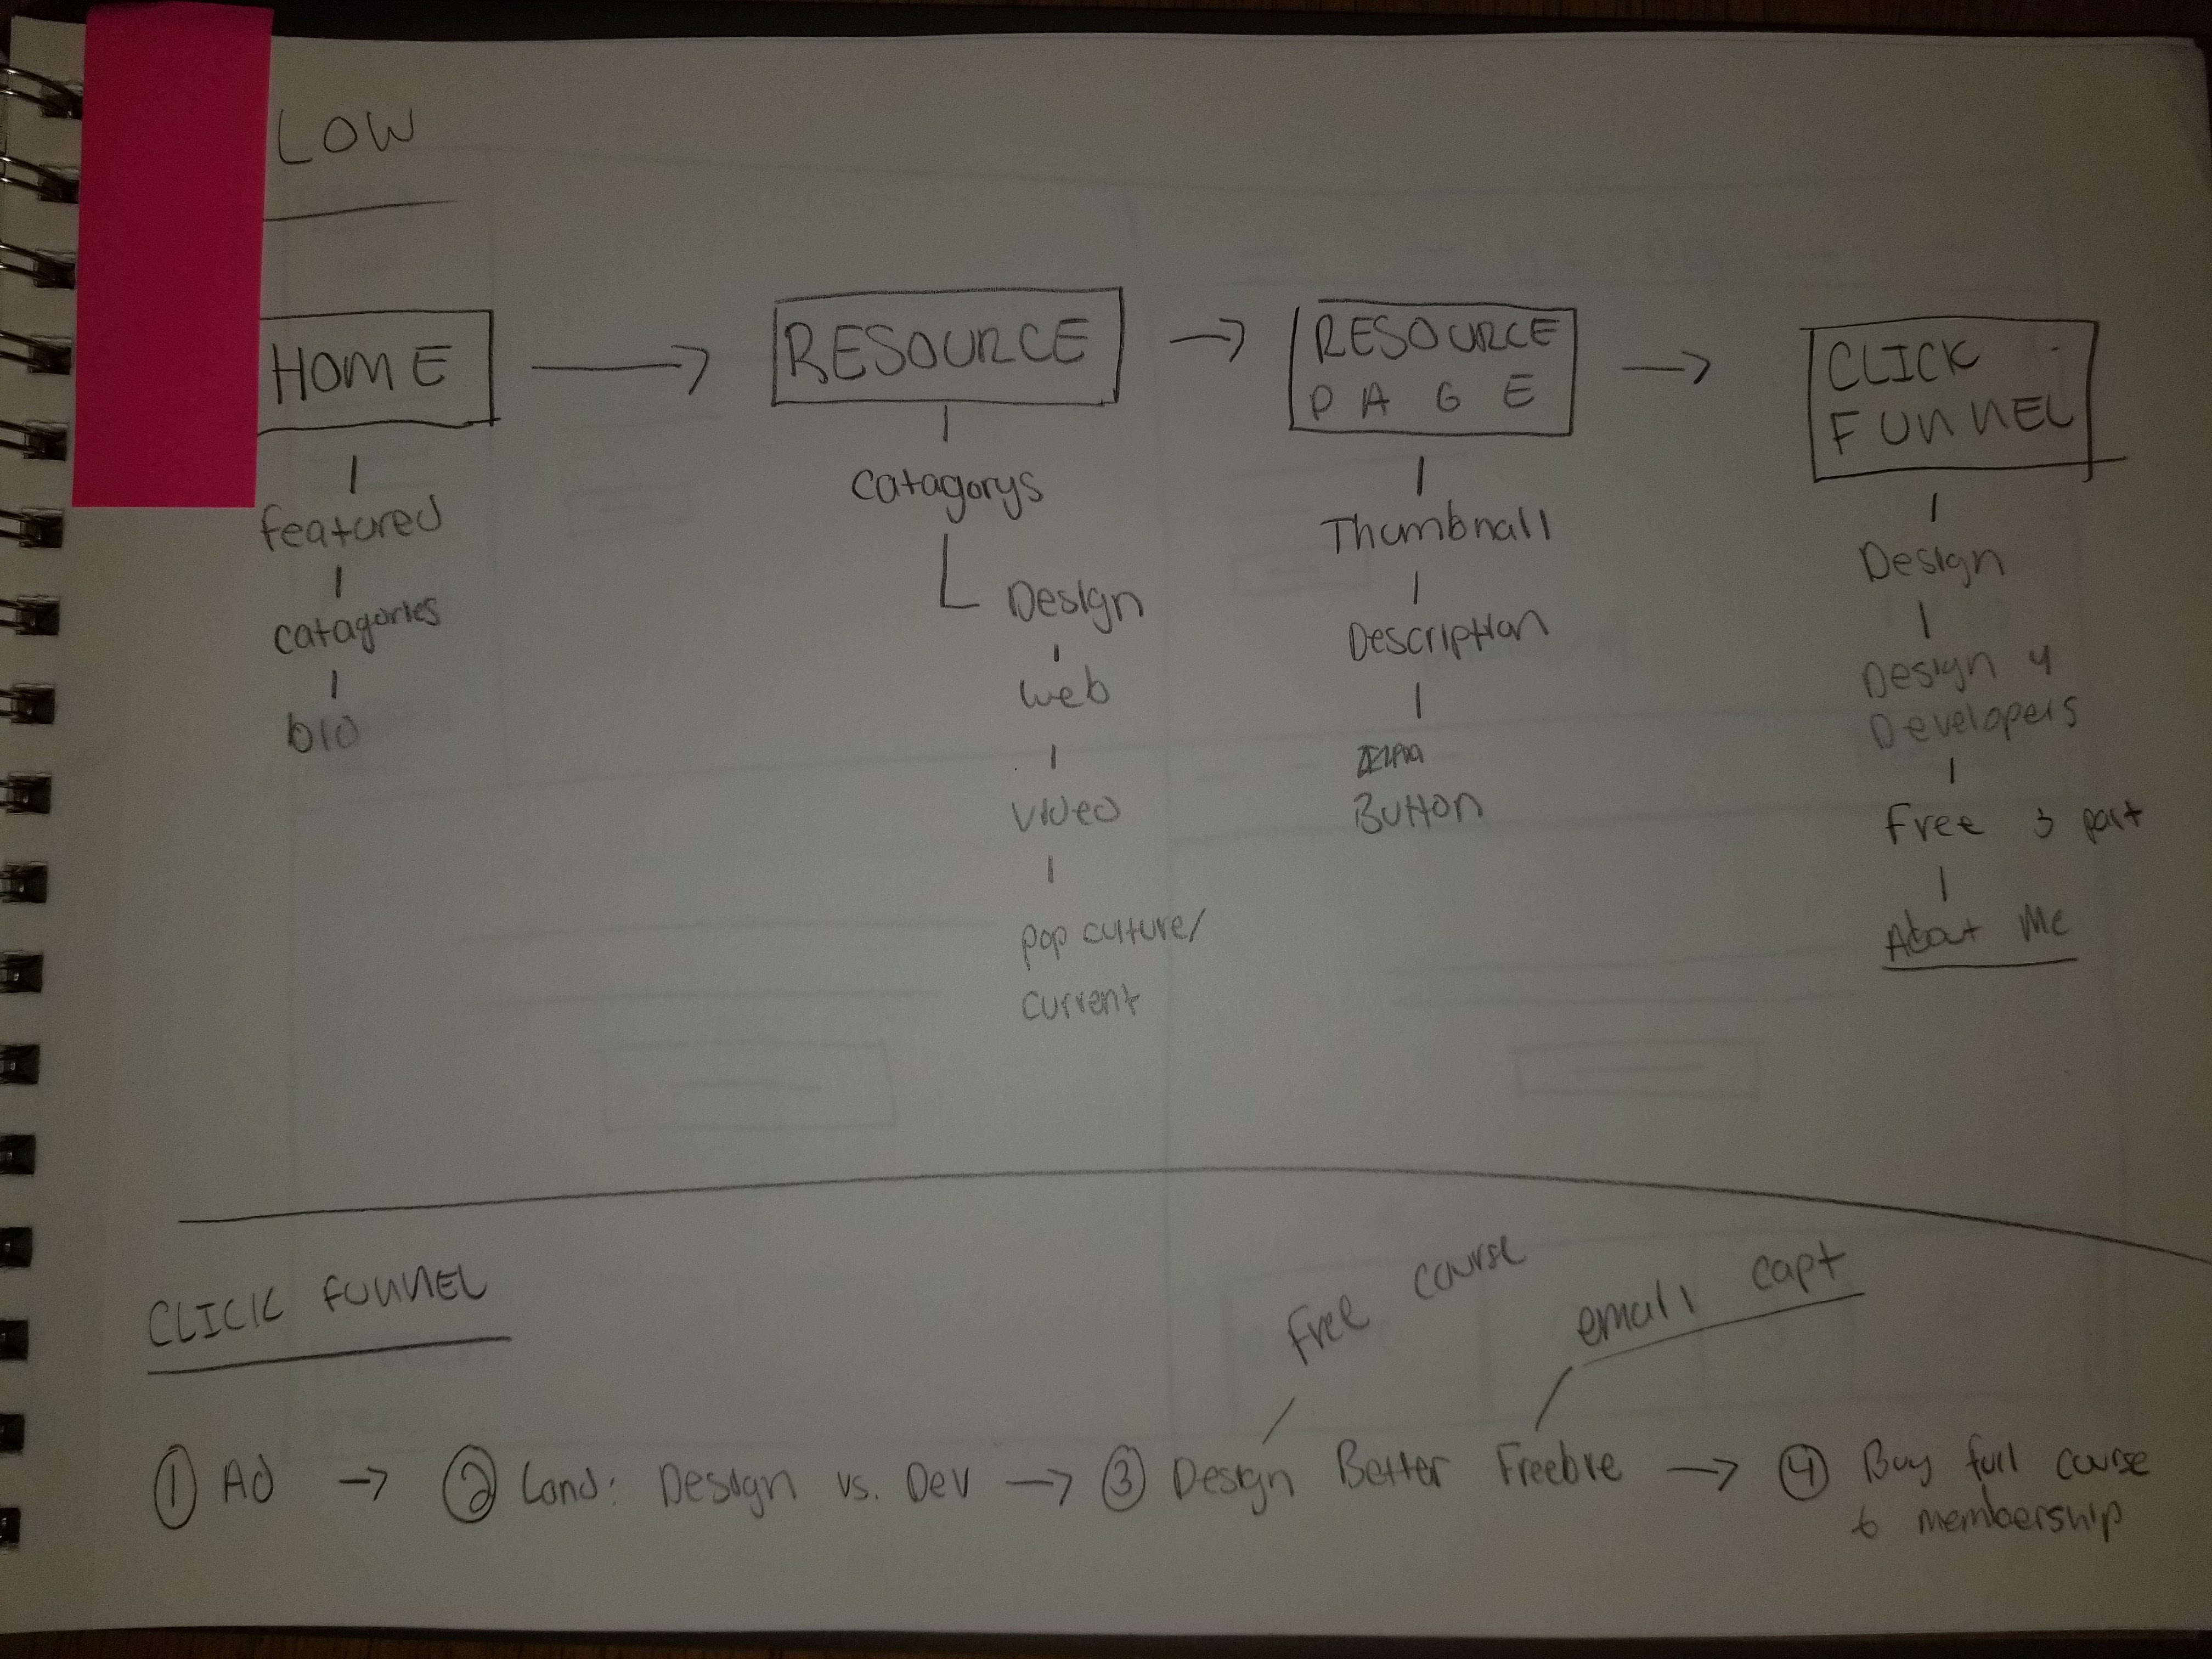 LOW
HOME
RESOURCE
RESOURCE
PAGE
CLICK
FUNNEL
featured
catagories
bio
catagorys
Design
web
video
pop culture/
current
Thumbnail
Description
Button
Design
Design 4
Developers
Free 3 part
About Me
CLICK FUNNEL
Free course
email capt
1 Ad → 2 Land: Design vs. Dev → 3 Design Better Freebie → 4 Buy full course
membership